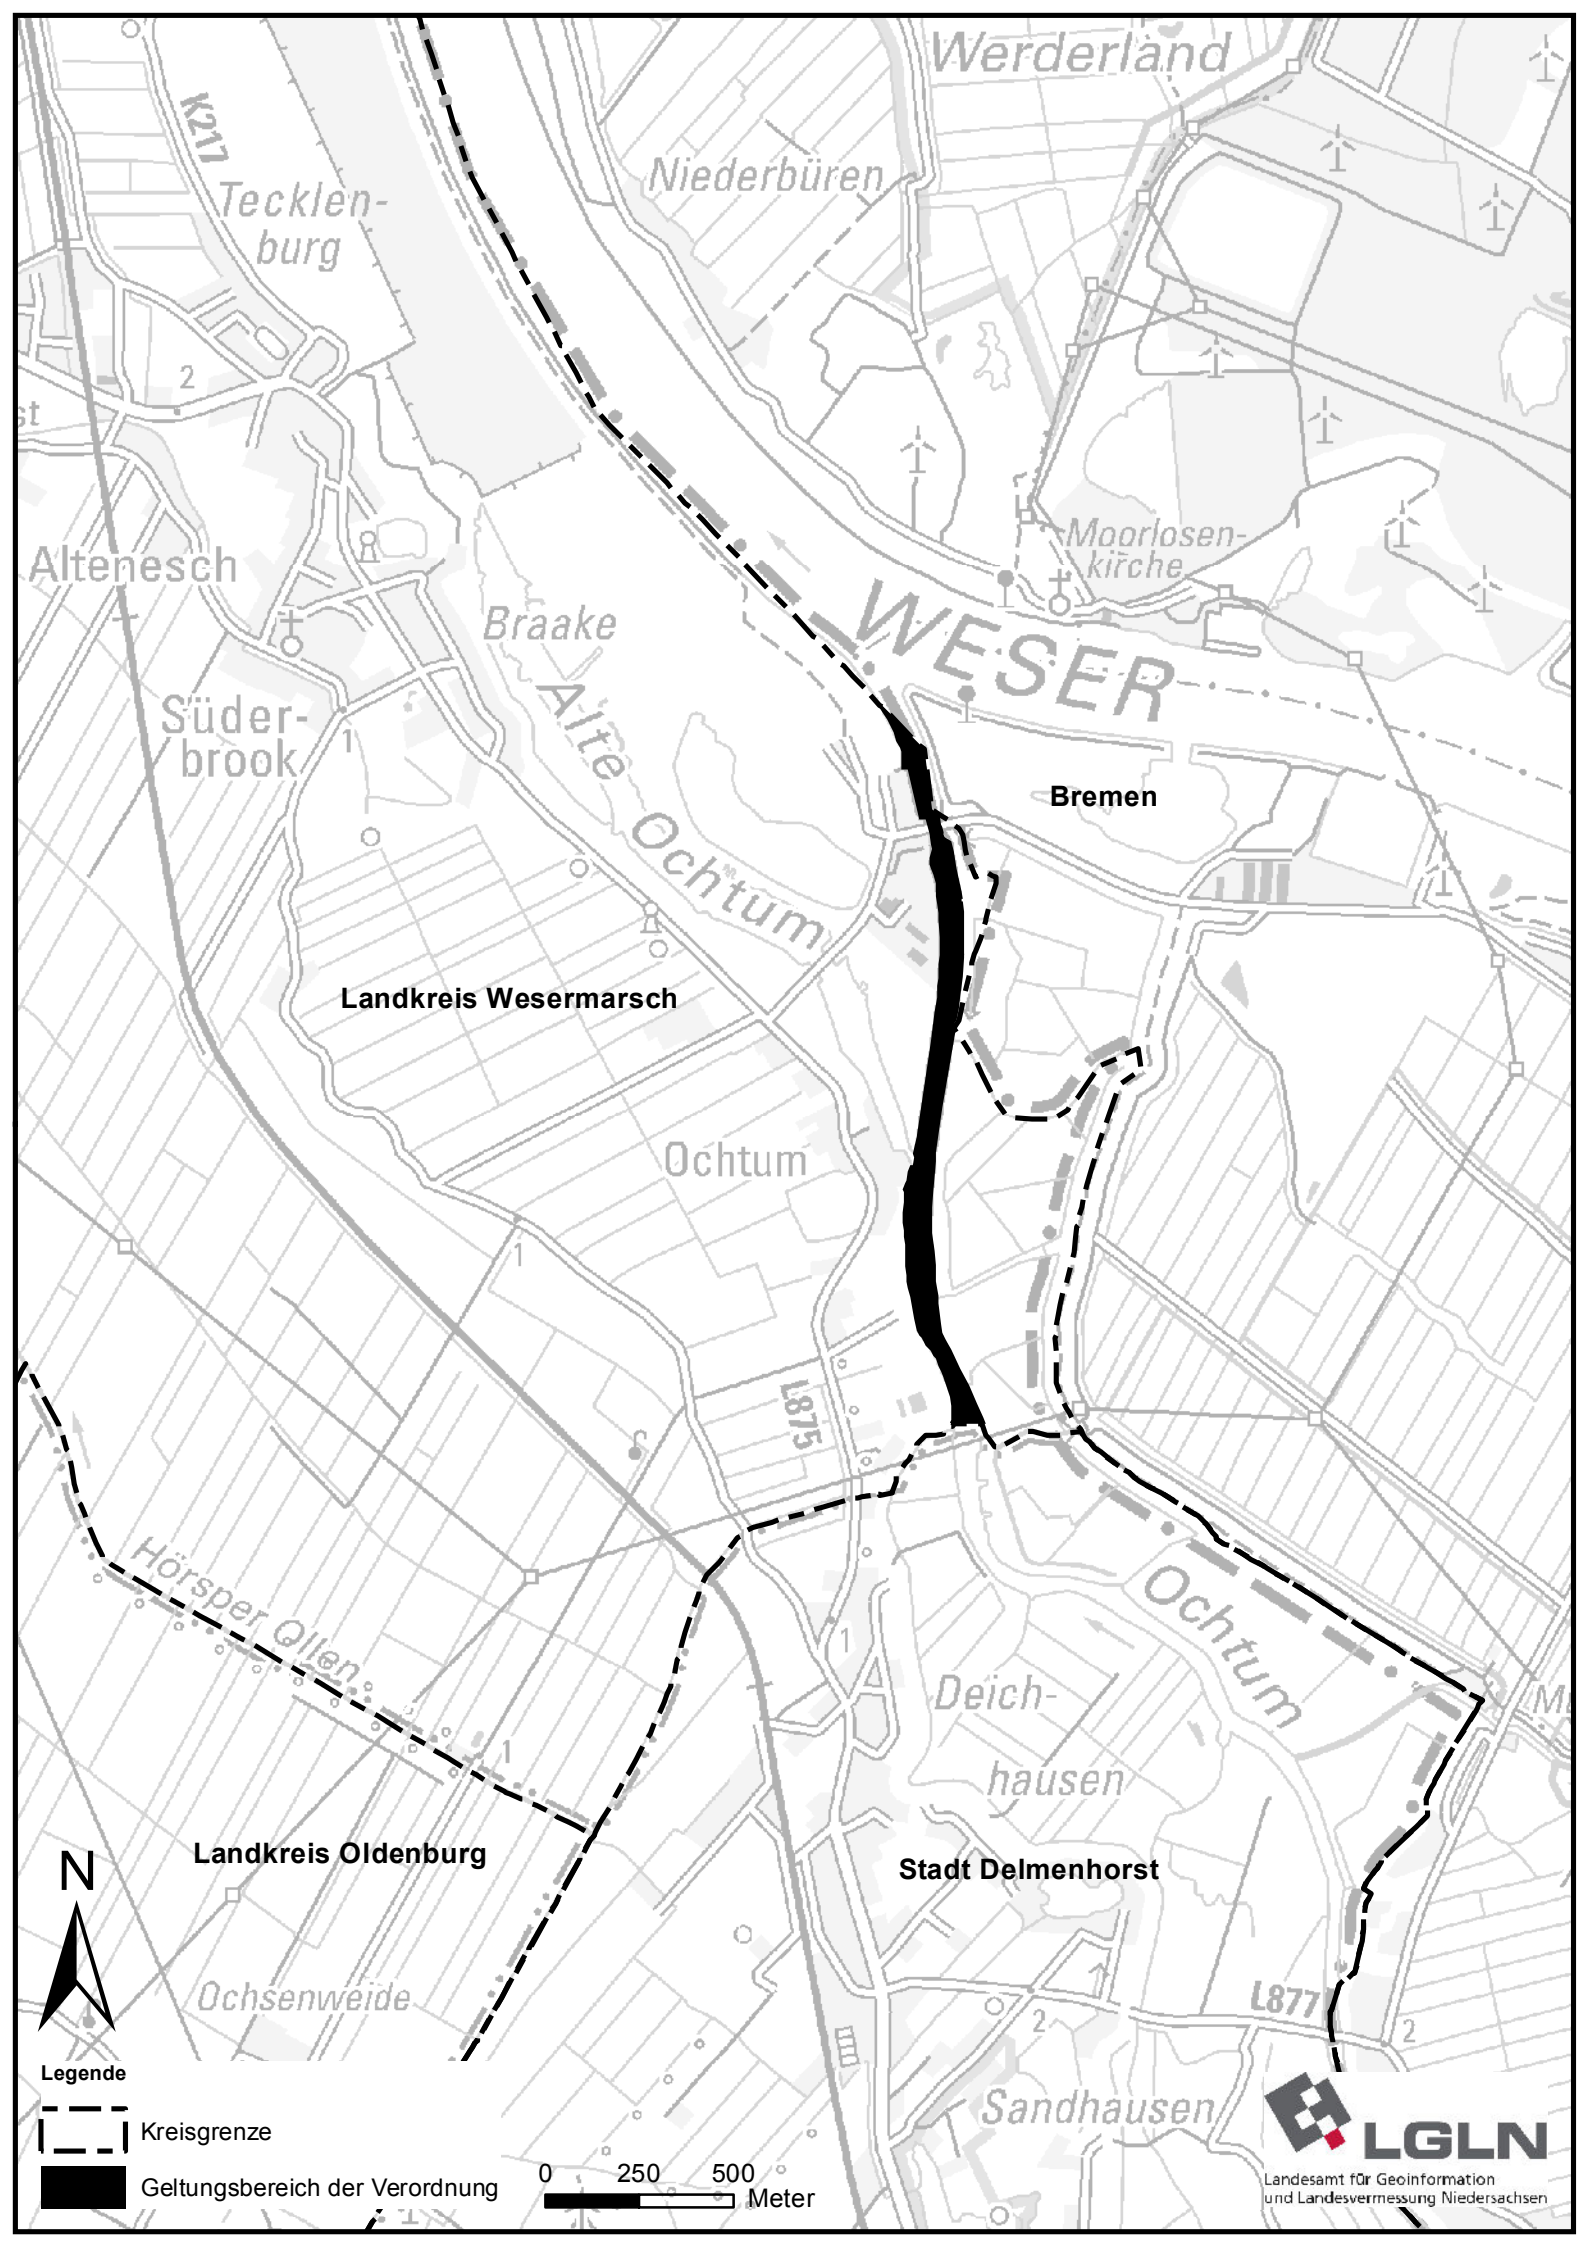 Werderland
K217
Niederbüren
Tecklen-
burg
2
st
Moorlosen-
kirche
Altenesch
WESER
Braake
Süder-
brook
1
Alte Ochtum
Bremen
Landkreis Wesermarsch
Ochtum
1
L875
Hörsper Ollen
Ochtum
1
Deich-
hausen
1
Landkreis Oldenburg
Stadt Delmenhorst
N
Ochsenweide
L877
2
2
Legende
Sandhausen
Kreisgrenze
Geltungsbereich der Verordnung
0 250 500
Meter
LGLN
Landesamt für Geoinformation
und Landesvermessung Niedersachsen